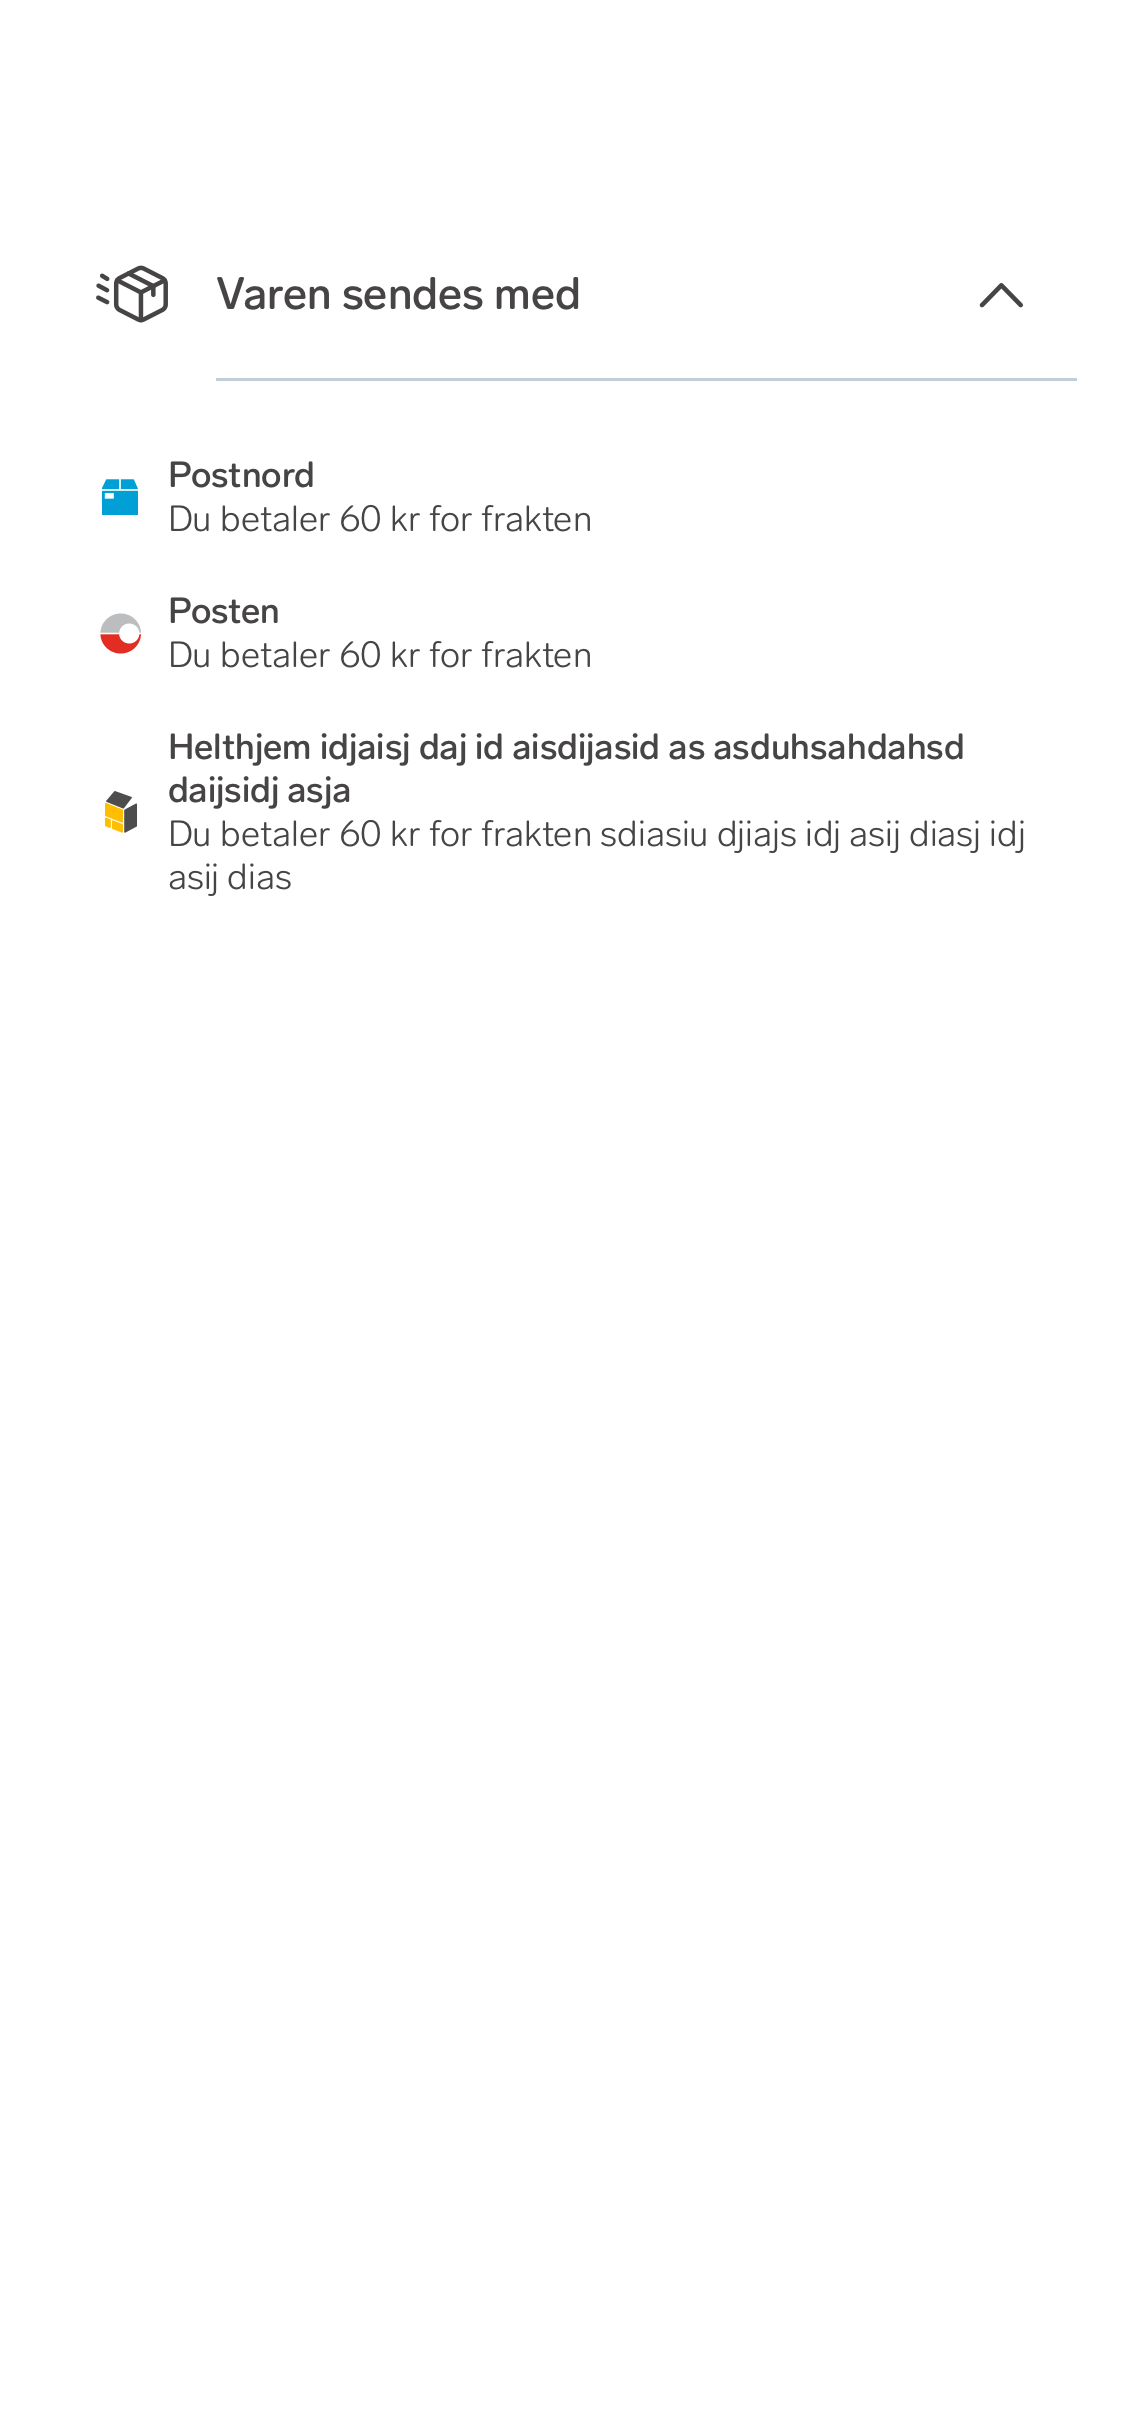 Varen sendes med
Postnord
Du betaler 60 kr for frakten
Posten
Du betaler 60 kr for frakten
Helthjem idjaisj daj id aisdijasid as asduhsahdahsd
daijsidj asja
Du betaler 60 kr for frakten sdiasiu djiajs idj asij diasj idj
asij dias